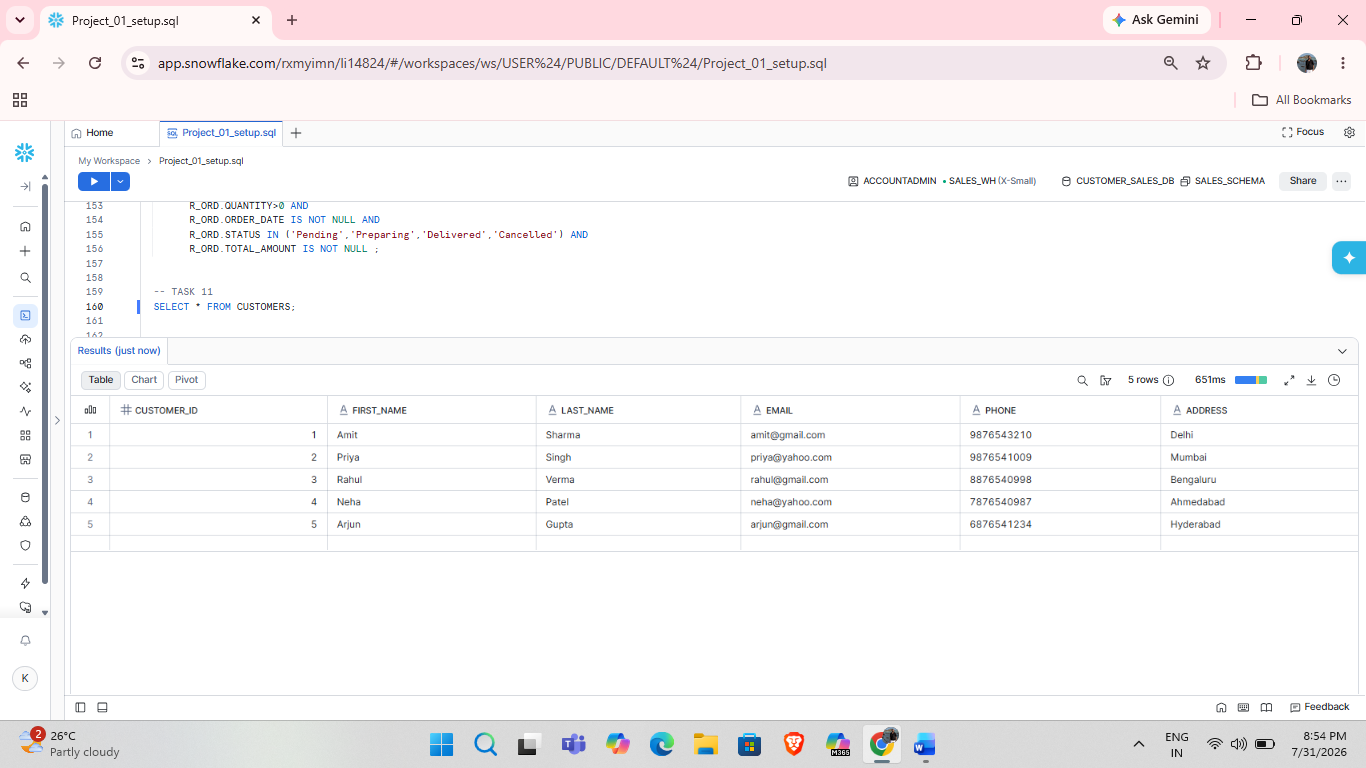 Project_01_setup.sql
Ask Gemini
app.snowflake.com/rxmyimn/li14824/#/workspaces/ws/USER%24/PUBLIC/DEFAULT%24/Project_01_setup.sql
All Bookmarks
Home
Project_01_setup.sql
Focus
My Workspace > Project_01_setup.sql
ACCOUNTADMIN SALES_WH (X-Small) CUSTOMER_SALES_DB SALES_SCHEMA Share ...
153 R_ORD.QUANTITY>0 AND
154 R_ORD.ORDER_DATE IS NOT NULL AND
155 R_ORD.STATUS IN ('Pending','Preparing','Delivered','Cancelled') AND
156 R_ORD.TOTAL_AMOUNT IS NOT NULL ;
157
158
159 -- TASK 11
160 SELECT * FROM CUSTOMERS;
161
162
Results (just now)
Table Chart Pivot 5 rows 651ms
CUSTOMER_ID FIRST_NAME LAST_NAME EMAIL PHONE ADDRESS
1 1 Amit Sharma amit@gmail.com 9876543210 Delhi
2 2 Priya Singh priya@yahoo.com 9876541009 Mumbai
3 3 Rahul Verma rahul@gmail.com 8876540998 Bengaluru
4 4 Neha Patel neha@yahoo.com 7876540987 Ahmedabad
5 5 Arjun Gupta arjun@gmail.com 6876541234 Hyderabad
K
Feedback
2
26°C
Partly cloudy
M365
ENG
IN
8:54 PM
7/31/2026